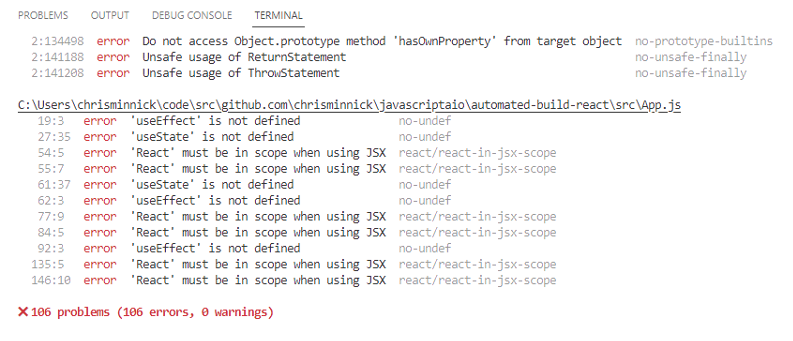 PROBLEMS OUTPUT DEBUG CONSOLE TERMINAL
2:134498 error Do not access Object.prototype method 'hasOwnProperty' from target object no-prototype-builtins
2:141188 error Unsafe usage of ReturnStatement no-unsafe-finally
2:141208 error Unsafe usage of ThrowStatement no-unsafe-finally
C:\Users\chrisminnick\code\src\github.com\chrisminnick\javascriptaio\automated-build-react\src\App.js
19:3 error 'useEffect' is not defined no-undef
27:35 error 'useState' is not defined no-undef
54:5 error 'React' must be in scope when using JSX react/react-in-jsx-scope
55:7 error 'React' must be in scope when using JSX react/react-in-jsx-scope
61:37 error 'useState' is not defined no-undef
62:3 error 'useEffect' is not defined no-undef
77:9 error 'React' must be in scope when using JSX react/react-in-jsx-scope
84:5 error 'React' must be in scope when using JSX react/react-in-jsx-scope
92:3 error 'useEffect' is not defined no-undef
135:5 error 'React' must be in scope when using JSX react/react-in-jsx-scope
146:10 error 'React' must be in scope when using JSX react/react-in-jsx-scope
❌ 106 problems (106 errors, 0 warnings)